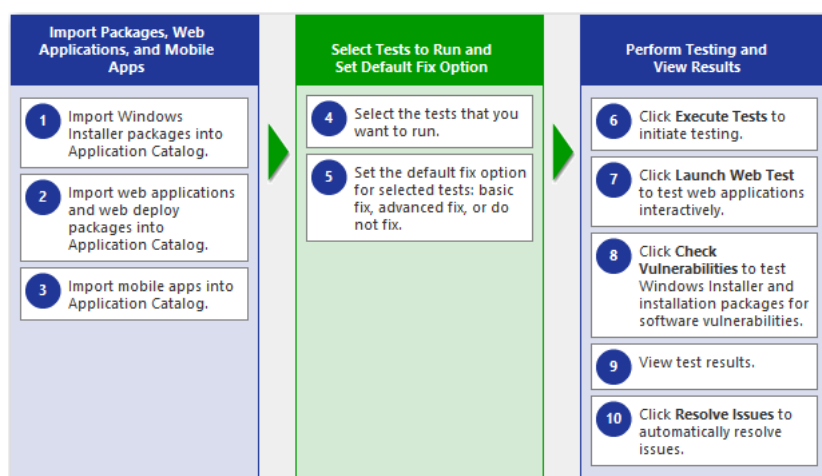 Import Packages, Web
Applications, and Mobile
Apps
1
Import Windows
Installer packages into
Application Catalog.
2
Import web applications
and web deploy
packages into
Application Catalog.
3
Import mobile apps into
Application Catalog.
Select Tests to Run and
Set Default Fix Option
4
Select the tests that you
want to run.
5
Set the default fix option
for selected tests: basic
fix, advanced fix, or do
not fix.
Perform Testing and
View Results
6
Click Execute Tests to
initiate testing.
7
Click Launch Web Test
to test web applications
interactively.
8
Click Check
Vulnerabilities to test
Windows Installer and
installation packages for
software vulnerabilities.
9
View test results.
10
Click Resolve Issues to
automatically resolve
issues.